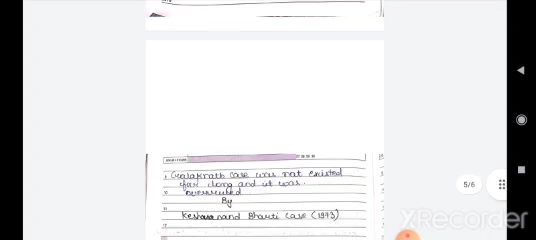 Golaknath case was not existed
for long and it was
overruled
By
Keshavanand Bharti case (1973)
5/6
XRecorder